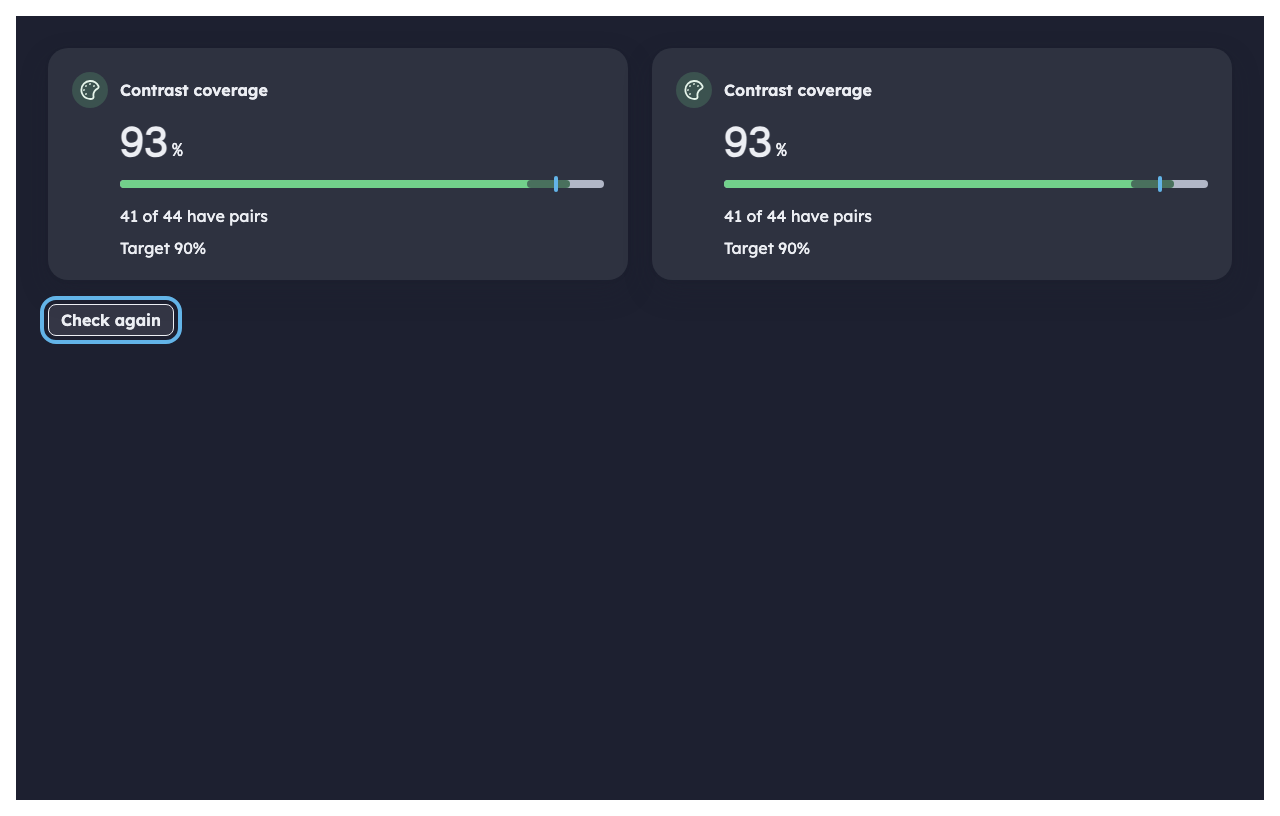 Contrast coverage
93%
41 of 44 have pairs
Target 90%
Contrast coverage
93%
41 of 44 have pairs
Target 90%
Check again